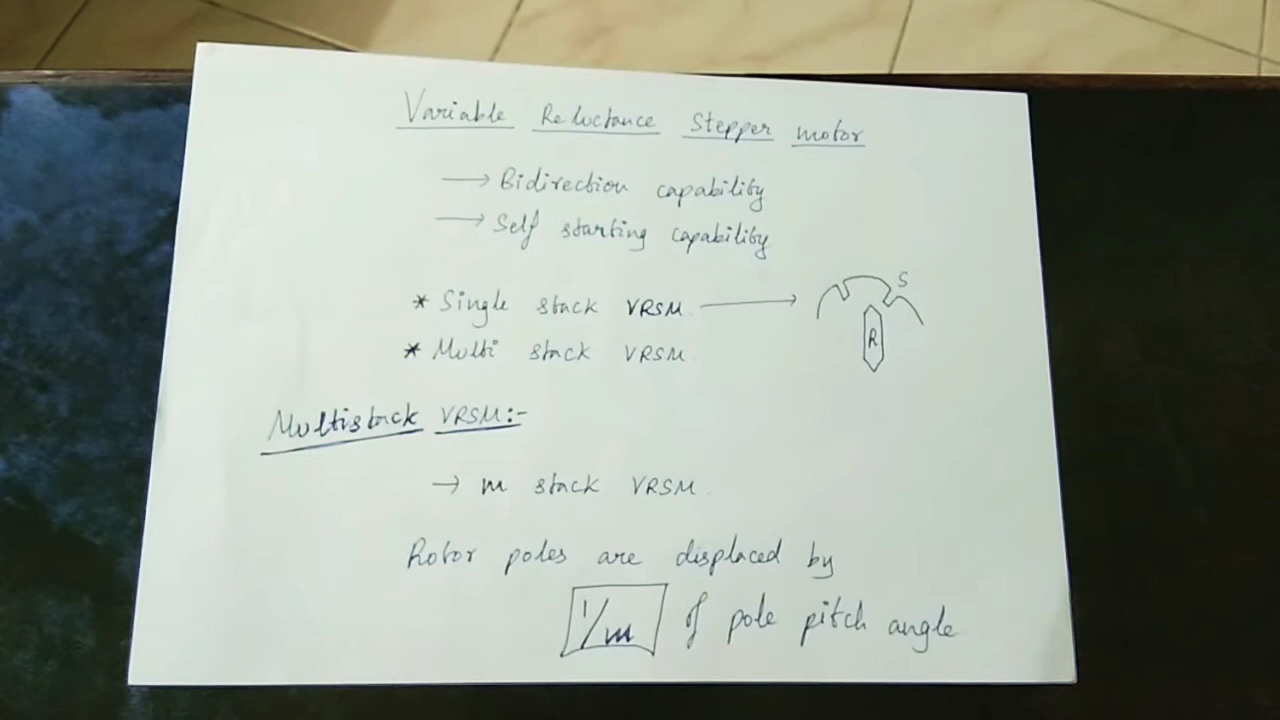 Variable Reluctance Stepper motor
→ Bidirection capability
→ Self starting capability
* Single stack VRSM →
S
R
* Multi stack VRSM
Multistack VRSM:-
→ m stack VRSM
Rotor poles are displaced by
1/m of pole pitch angle